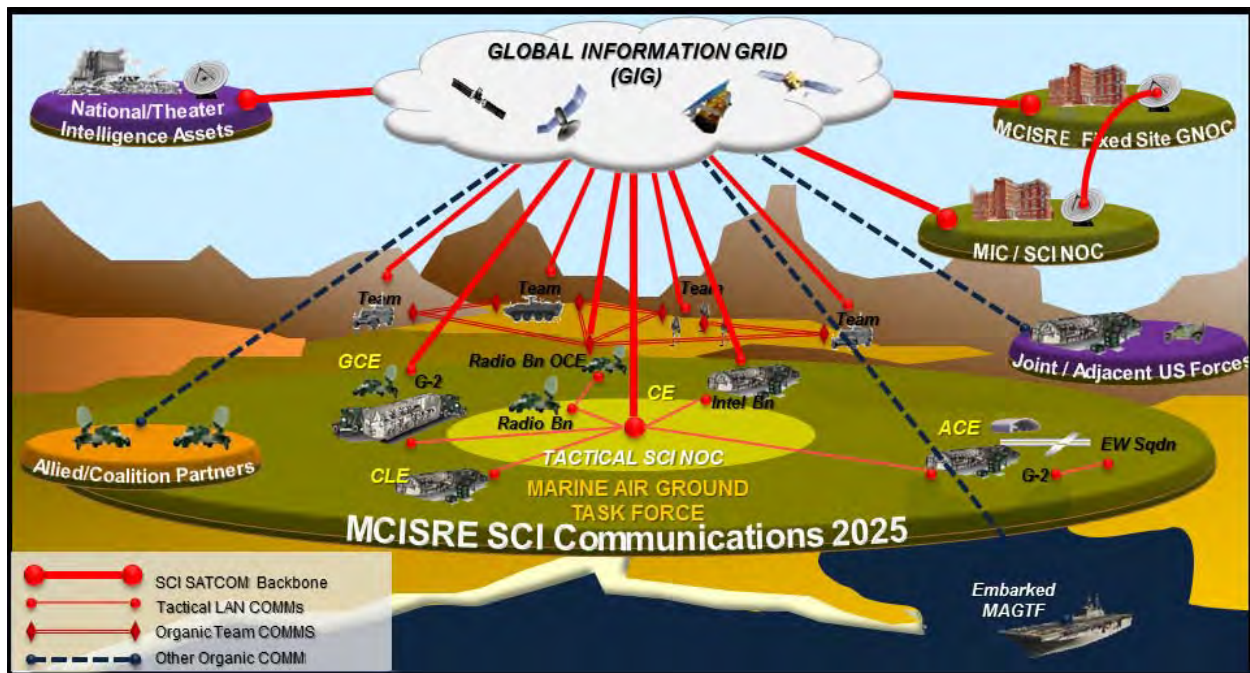 GLOBAL INFORMATION GRID
(GIG)
National/Theater
Intelligence Assets
MCISRE Fixed Site GNOC
MIC / SCI NOC
Team
Team
Team
Team
Joint / Adjacent US Forces
GCE
G-2
Radio Bn OCE
Radio Bn
CE
Intel Bn
ACE
EW Sqdn
G-2
Allied/Coalition Partners
CLE
TACTICAL SCI NOC
MARINE AIR GROUND
TASK FORCE
MCISRE SCI Communications 2025
SCI SATCOM Backbone
Tactical LAN COMMs
Organic Team COMMS
Other Organic COMM
Embarked
MAGTF